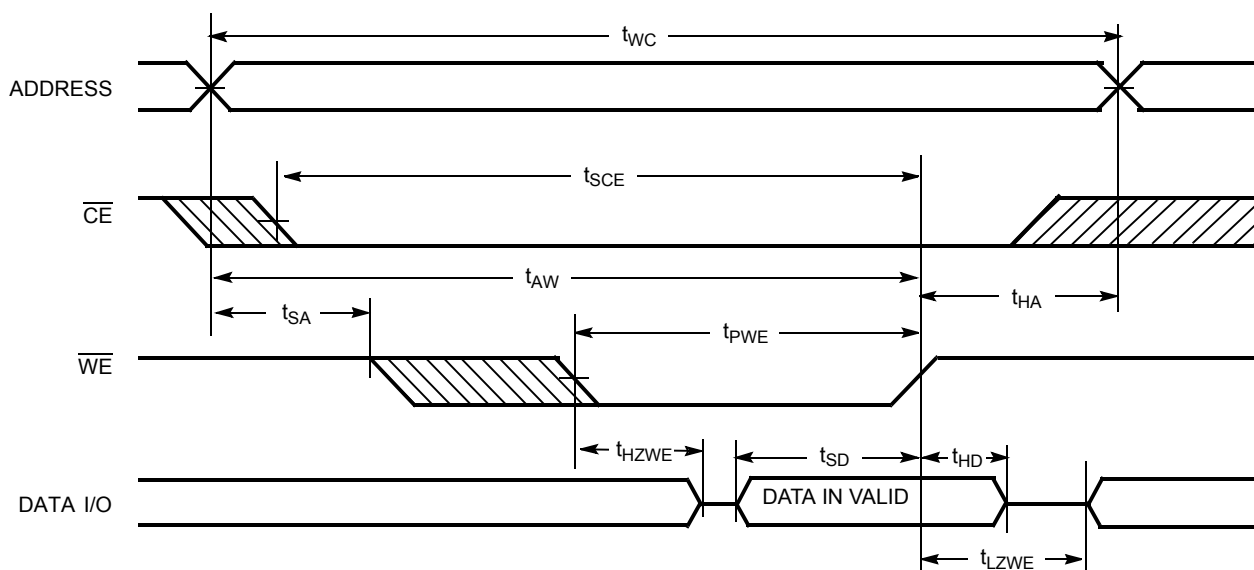 tWC
ADDRESS
tSCE
CE
tAW
tHA
tSA
tPWE
WE
tHZWE
tSD
tHD
DATA I/O
DATA IN VALID
tLZWE